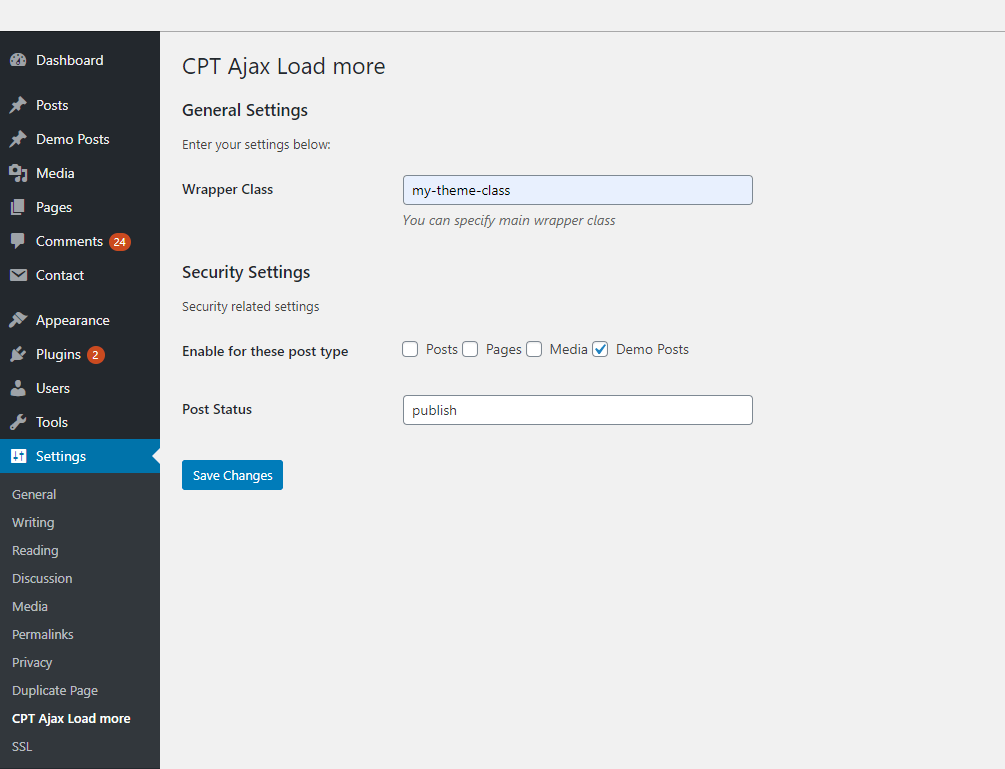 Dashboard
Posts
Demo Posts
Media
Pages
Comments 24
Contact
Appearance
Plugins 2
Users
Tools
Settings
General
Writing
Reading
Discussion
Media
Permalinks
Privacy
Duplicate Page
CPT Ajax Load more
SSL
CPT Ajax Load more
General Settings
Enter your settings below:
Wrapper Class my-theme-class
You can specify main wrapper class
Security Settings
Security related settings
Enable for these post type Posts Pages Media Demo Posts
Post Status publish
Save Changes